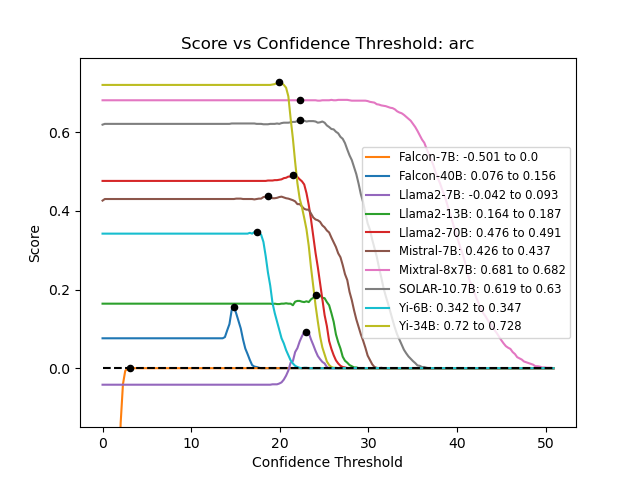 Score vs Confidence Threshold: arc
Score
0.6
0.4
0.2
0.0
Falcon-7B: -0.501 to 0.0
Falcon-40B: 0.076 to 0.156
Llama2-7B: -0.042 to 0.093
Llama2-13B: 0.164 to 0.187
Llama2-70B: 0.476 to 0.491
Mistral-7B: 0.426 to 0.437
Mixtral-8x7B: 0.681 to 0.682
SOLAR-10.7B: 0.619 to 0.63
Yi-6B: 0.342 to 0.347
Yi-34B: 0.72 to 0.728
0 10 20 30 40 50
Confidence Threshold